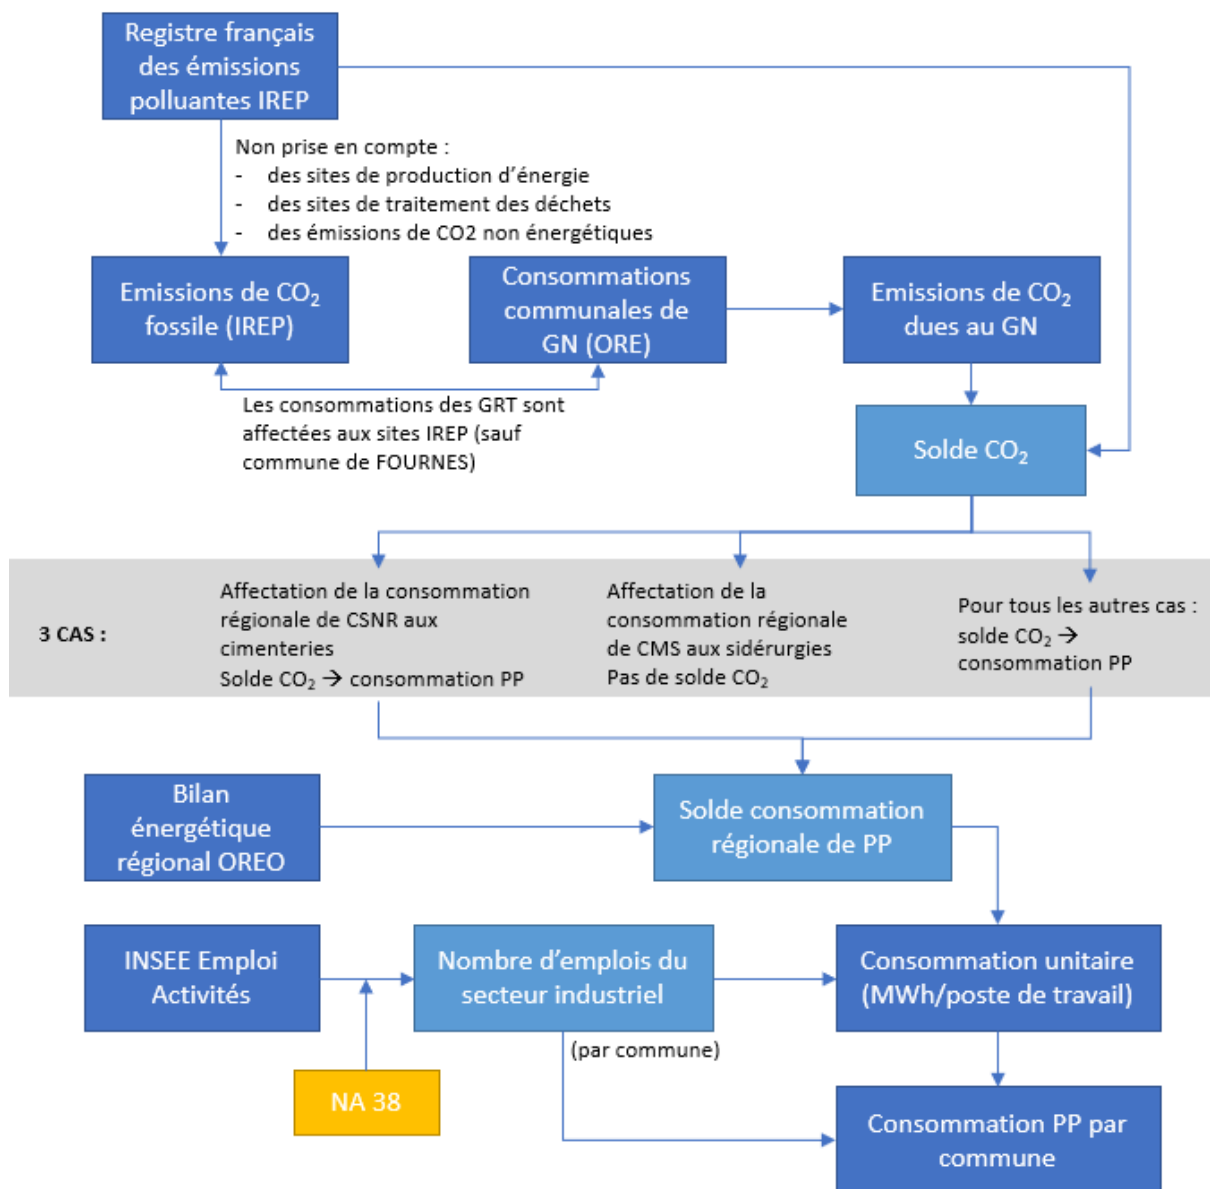 Registre français
des émissions
polluantes IREP
Non prise en compte :
- des sites de production d’énergie
- des sites de traitement des déchets
- des émissions de CO2 non énergétiques
Emissions de CO₂
fossile (IREP)
Consommations
communales de
GN (ORE)
Emissions de CO₂
dues au GN
Les consommations des GRT sont
affectées aux sites IREP (sauf
commune de FOURNES)
Solde CO₂
3 CAS :
Affectation de la consommation
régionale de CSNR aux
cimenteries
Solde CO₂ → consommation PP
Affectation de la
consommation régionale
de CMS aux sidérurgies
Pas de solde CO₂
Pour tous les autres cas :
solde CO₂ →
consommation PP
Bilan
énergétique
régional OREO
Solde consommation
régionale de PP
INSEE Emploi
Activités
Nombre d’emplois du
secteur industriel
Consommation unitaire
(MWh/poste de travail)
(par commune)
NA 38
Consommation PP par
commune